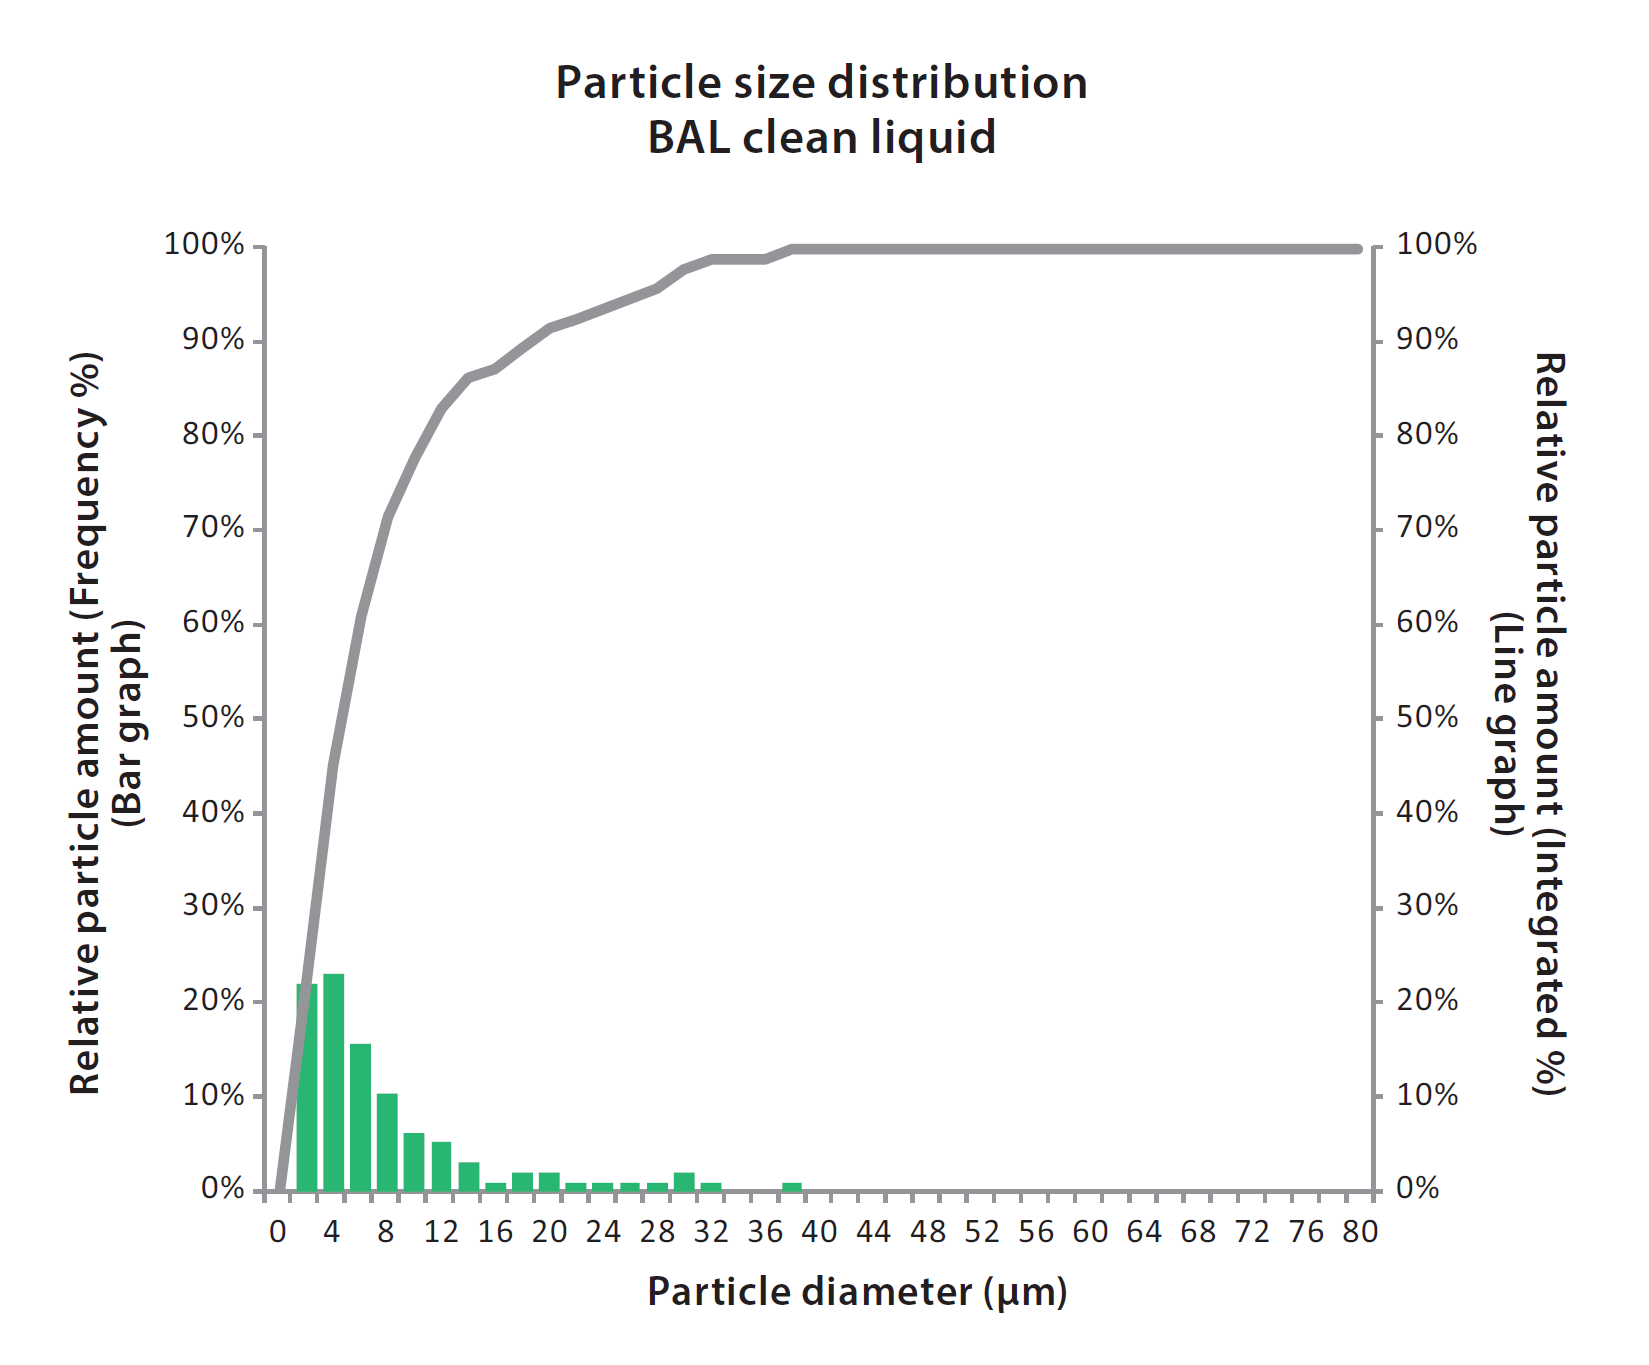 Particle size distribution
BAL clean liquid
Relative particle amount (Frequency %)
(Bar graph)
100%
90%
80%
70%
60%
50%
40%
30%
20%
10%
0%
100%
90%
80%
70%
60%
50%
40%
30%
20%
10%
0%
Relative particle amount (Integrated %)
(Line graph)
0 4 8 12 16 20 24 28 32 36 40 44 48 52 56 60 64 68 72 76 80
Particle diameter (μm)